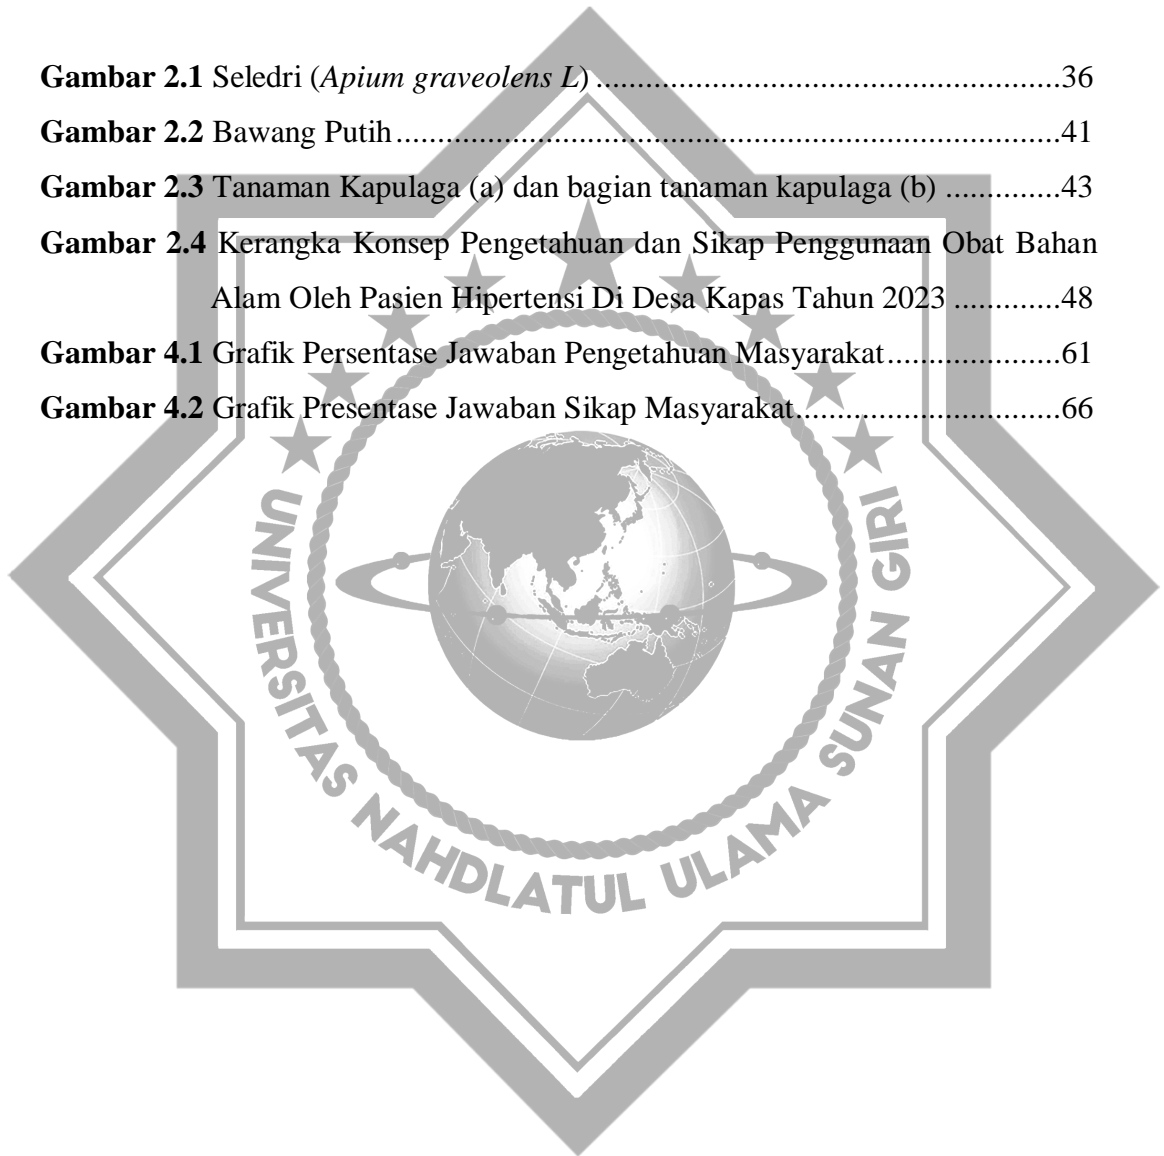 Gambar 2.1 Seledri (Apium graveolens L) ..........................................................36
Gambar 2.2 Bawang Putih...................................................................................41
Gambar 2.3 Tanaman Kapulaga (a) dan bagian tanaman kapulaga (b) ..............43
Gambar 2.4 Kerangka Konsep Pengetahuan dan Sikap Penggunaan Obat Bahan
Alam Oleh Pasien Hipertensi Di Desa Kapas Tahun 2023 .............48
Gambar 4.1 Grafik Persentase Jawaban Pengetahuan Masyarakat.....................61
Gambar 4.2 Grafik Presentase Jawaban Sikap Masyarakat................................66
UNIVERSITAS NAHDLATUL ULAMA SUNAN GIRI